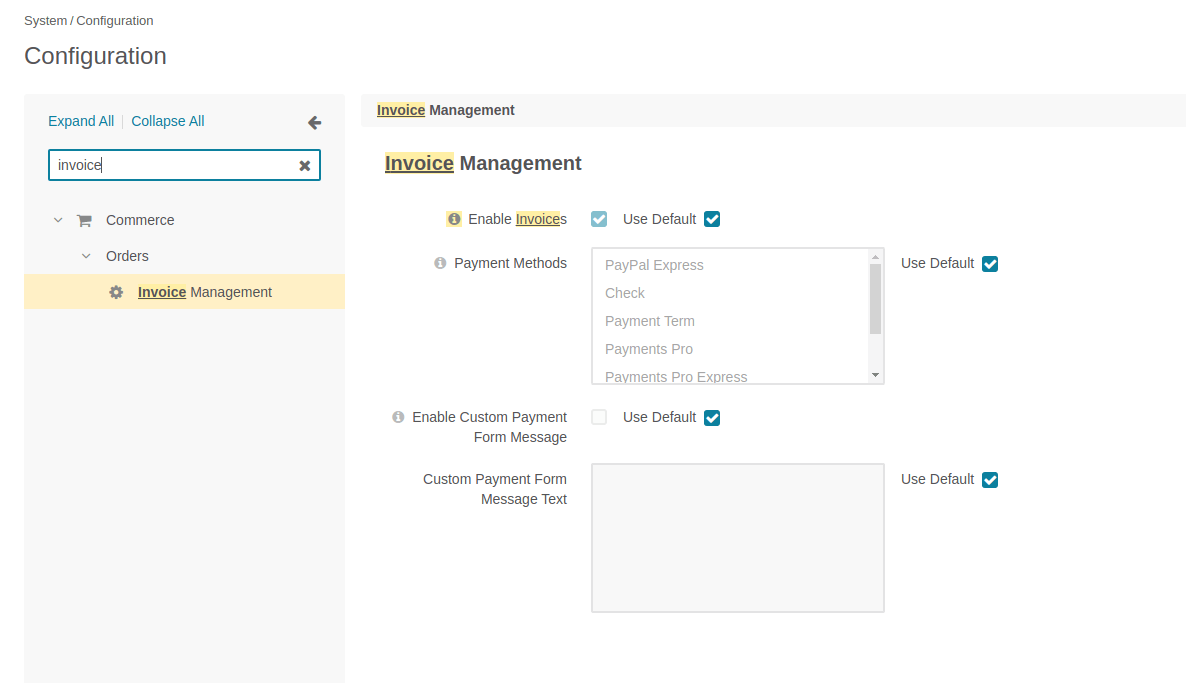 System / Configuration
Configuration
Expand All | Collapse All
invoice
Commerce
Orders
Invoice Management
Invoice Management
Invoice Management
Enable Invoices Use Default
Payment Methods Use Default
PayPal Express
Check
Payment Term
Payments Pro
Payments Pro Express
Enable Custom Payment Use Default
Form Message
Custom Payment Form Use Default
Message Text